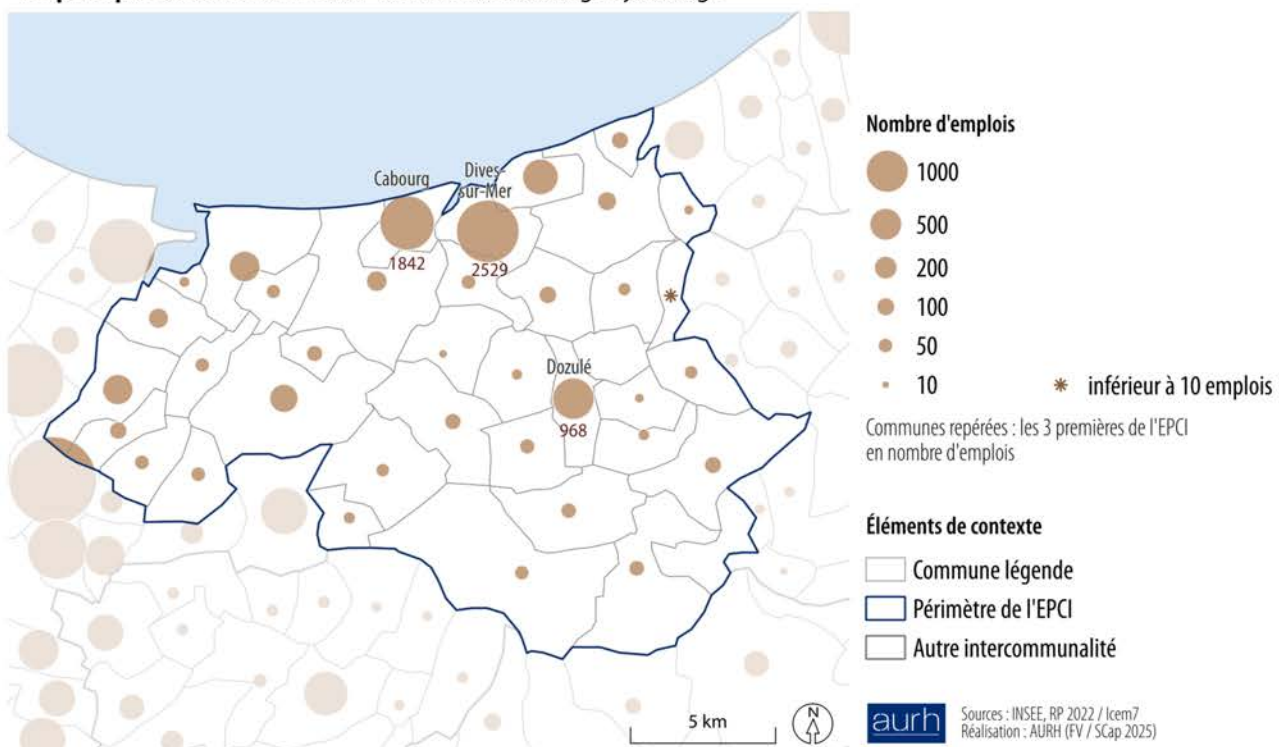 Cabourg
Dives-
sur-Mer
1842
2529
Dozulé
968
5 km
N
Nombre d'emplois
1000
500
200
100
50
10
inférieur à 10 emplois
Communes repérées : les 3 premières de l'EPCI
en nombre d'emplois
Éléments de contexte
Commune légende
Périmètre de l'EPCI
Autre intercommunalité
aurh
Sources : INSEE, RP 2022 / Icem7
Réalisation : AURH (FV / SCap 2025)